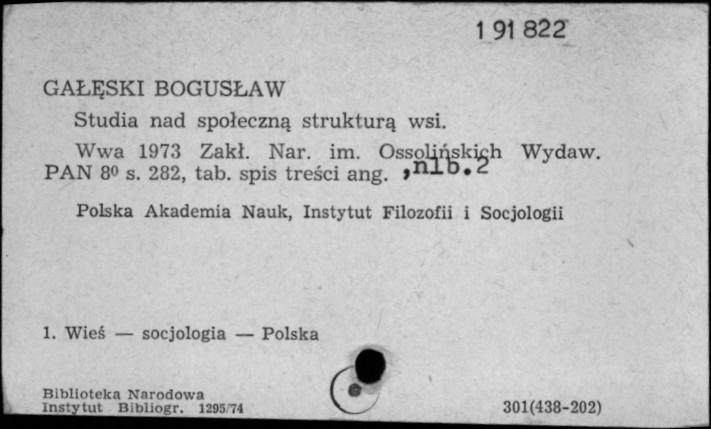 1 91 822
GAŁĘSKI BOGUSŁAW
Studia nad społeczną strukturą wsi.
Wwa 1973 Zakł. Nar. im. Ossolińskich Wydaw.
PAN 8⁰ s. 282, tab. spis treści ang. , nlb. 2
Polska Akademia Nauk, Instytut Filozofii i Socjologii
1. Wieś — socjologia — Polska
Biblioteka Narodowa
Instytut Bibliogr. 1295/74
301(438-202)